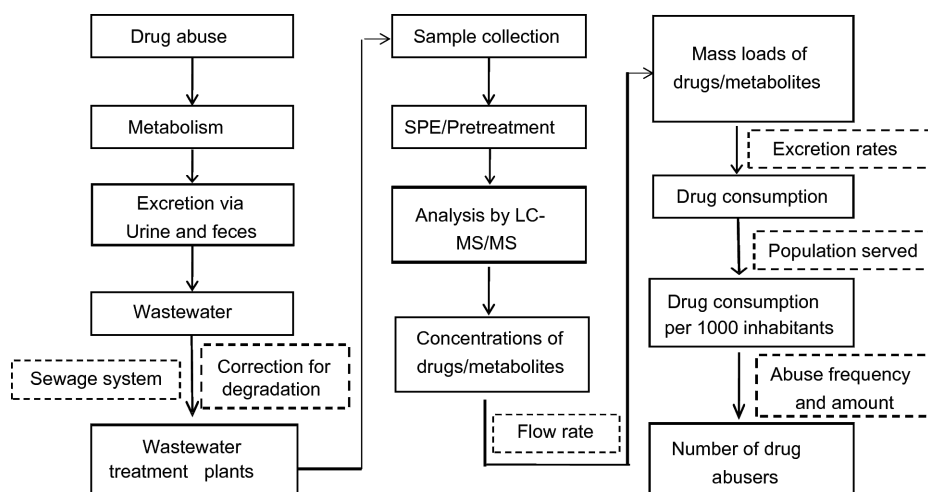 Drug abuse
Metabolism
Excretion via
Urine and feces
Wastewater
Sewage system
Correction for
degradation
Wastewater
treatment plants
Sample collection
SPE/Pretreatment
Analysis by LC-
MS/MS
Concentrations of
drugs/metabolites
Flow rate
Mass loads of
drugs/metabolites
Excretion rates
Drug consumption
Population served
Drug consumption
per 1000 inhabitants
Abuse frequency
and amount
Number of drug
abusers